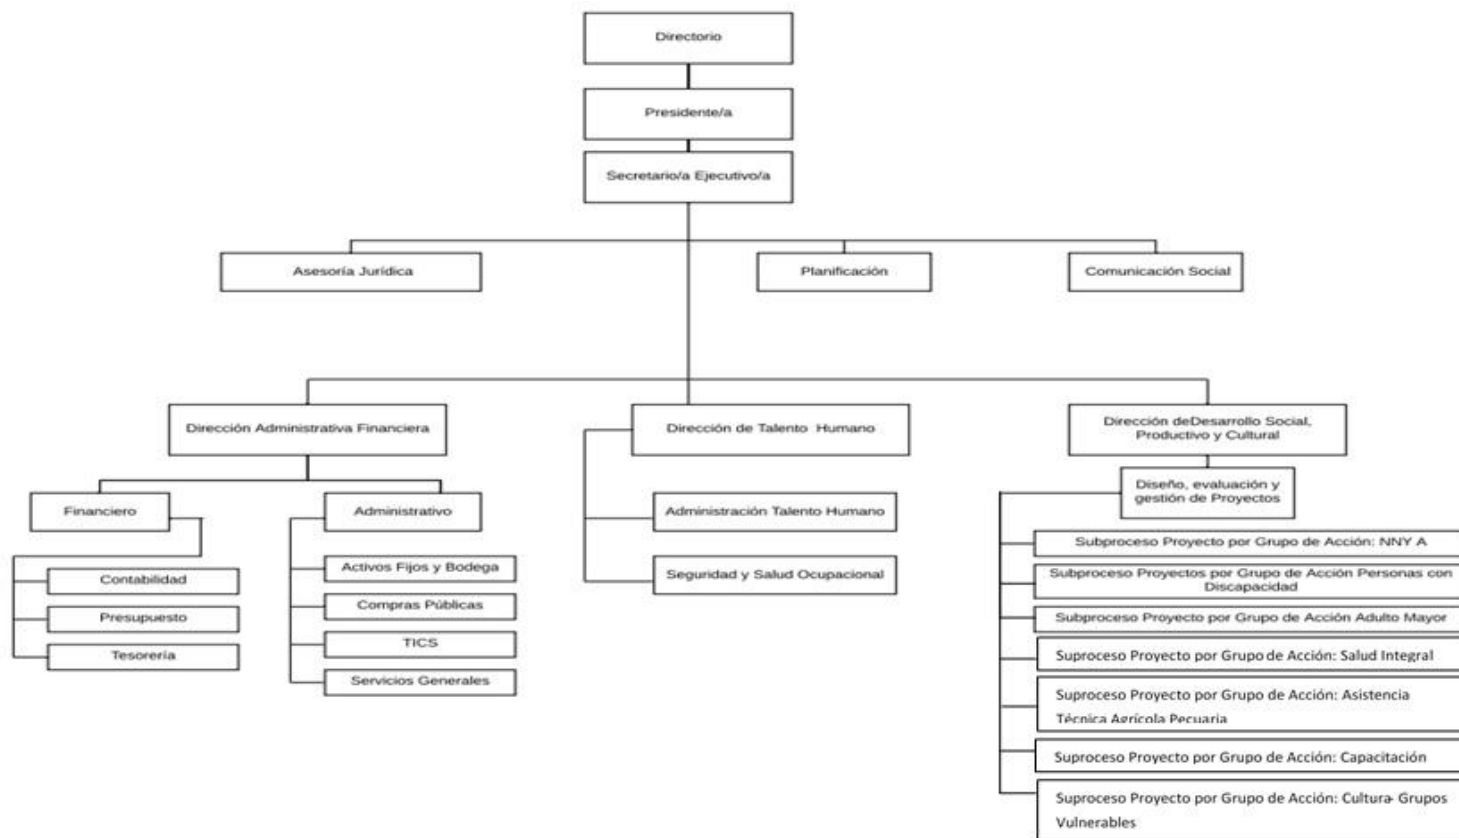 Directorio
Presidente/a
Secretario/a Ejecutivo/a
Asesoría Jurídica
Planificación
Comunicación Social
Dirección Administrativa Financiera
Financiero
Contabilidad
Presupuesto
Tesorería
Administrativo
Activos Fijos y Bodega
Compras Públicas
TICS
Servicios Generales
Dirección de Talento Humano
Administración Talento Humano
Seguridad y Salud Ocupacional
Dirección deDesarrollo Social,
Productivo y Cultural
Diseño, evaluación y
gestión de Proyectos
Subproceso Proyecto por Grupo de Acción: NNY A
Subproceso Proyectos por Grupo de Acción Personas con
Discapacidad
Subproceso Proyecto por Grupo de Acción Adulto Mayor
Suproceso Proyecto por Grupo de Acción: Salud Integral
Suproceso Proyecto por Grupo de Acción: Asistencia
Técnica Agrícola Pecuaria
Suproceso Proyecto por Grupo de Acción: Capacitación
Suproceso Proyecto por Grupo de Acción: Cultura- Grupos
Vulnerables